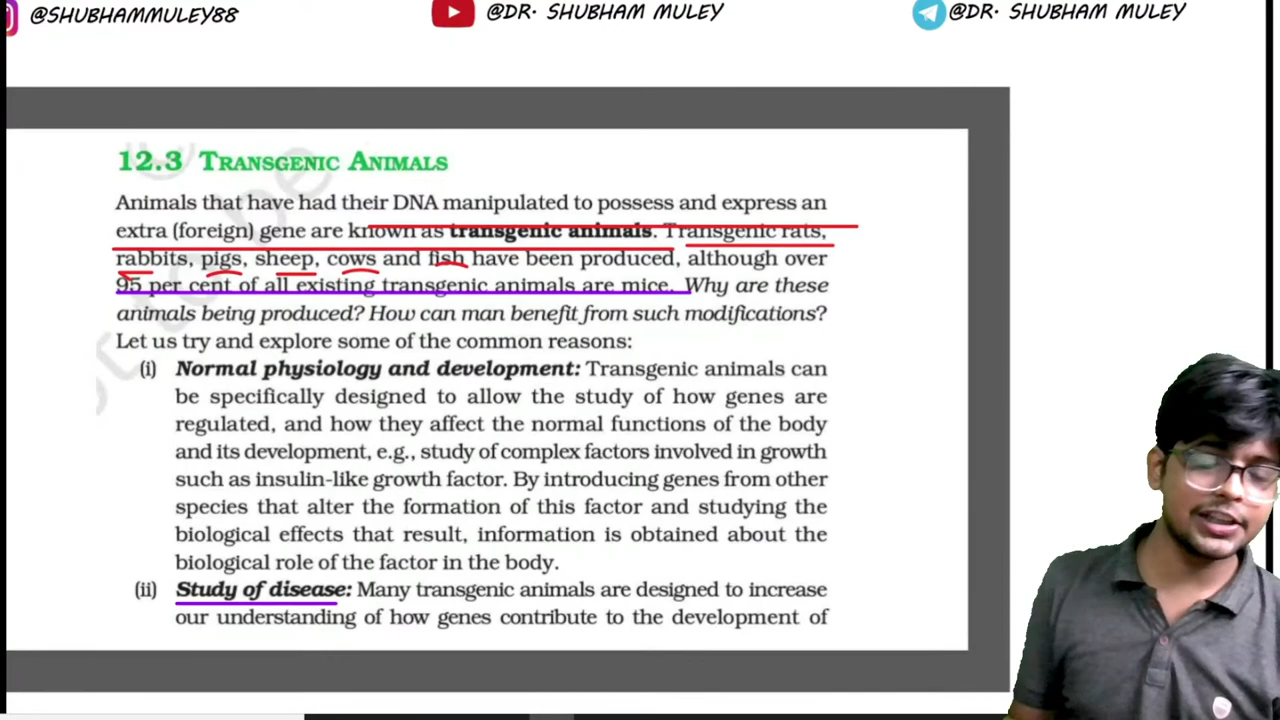 @SHUBHAMMULEY88 @DR. SHUBHAM MULEY @DR. SHUBHAM MULEY
12.3 TRANSGENIC ANIMALS
Animals that have had their DNA manipulated to possess and express an
extra (foreign) gene are known as transgenic animals. Transgenic rats,
rabbits, pigs, sheep, cows and fish have been produced, although over
95 per cent of all existing transgenic animals are mice. Why are these
animals being produced? How can man benefit from such modifications?
Let us try and explore some of the common reasons:
(i) Normal physiology and development: Transgenic animals can
be specifically designed to allow the study of how genes are
regulated, and how they affect the normal functions of the body
and its development, e.g., study of complex factors involved in growth
such as insulin-like growth factor. By introducing genes from other
species that alter the formation of this factor and studying the
biological effects that result, information is obtained about the
biological role of the factor in the body.
(ii) Study of disease: Many transgenic animals are designed to increase
our understanding of how genes contribute to the development of